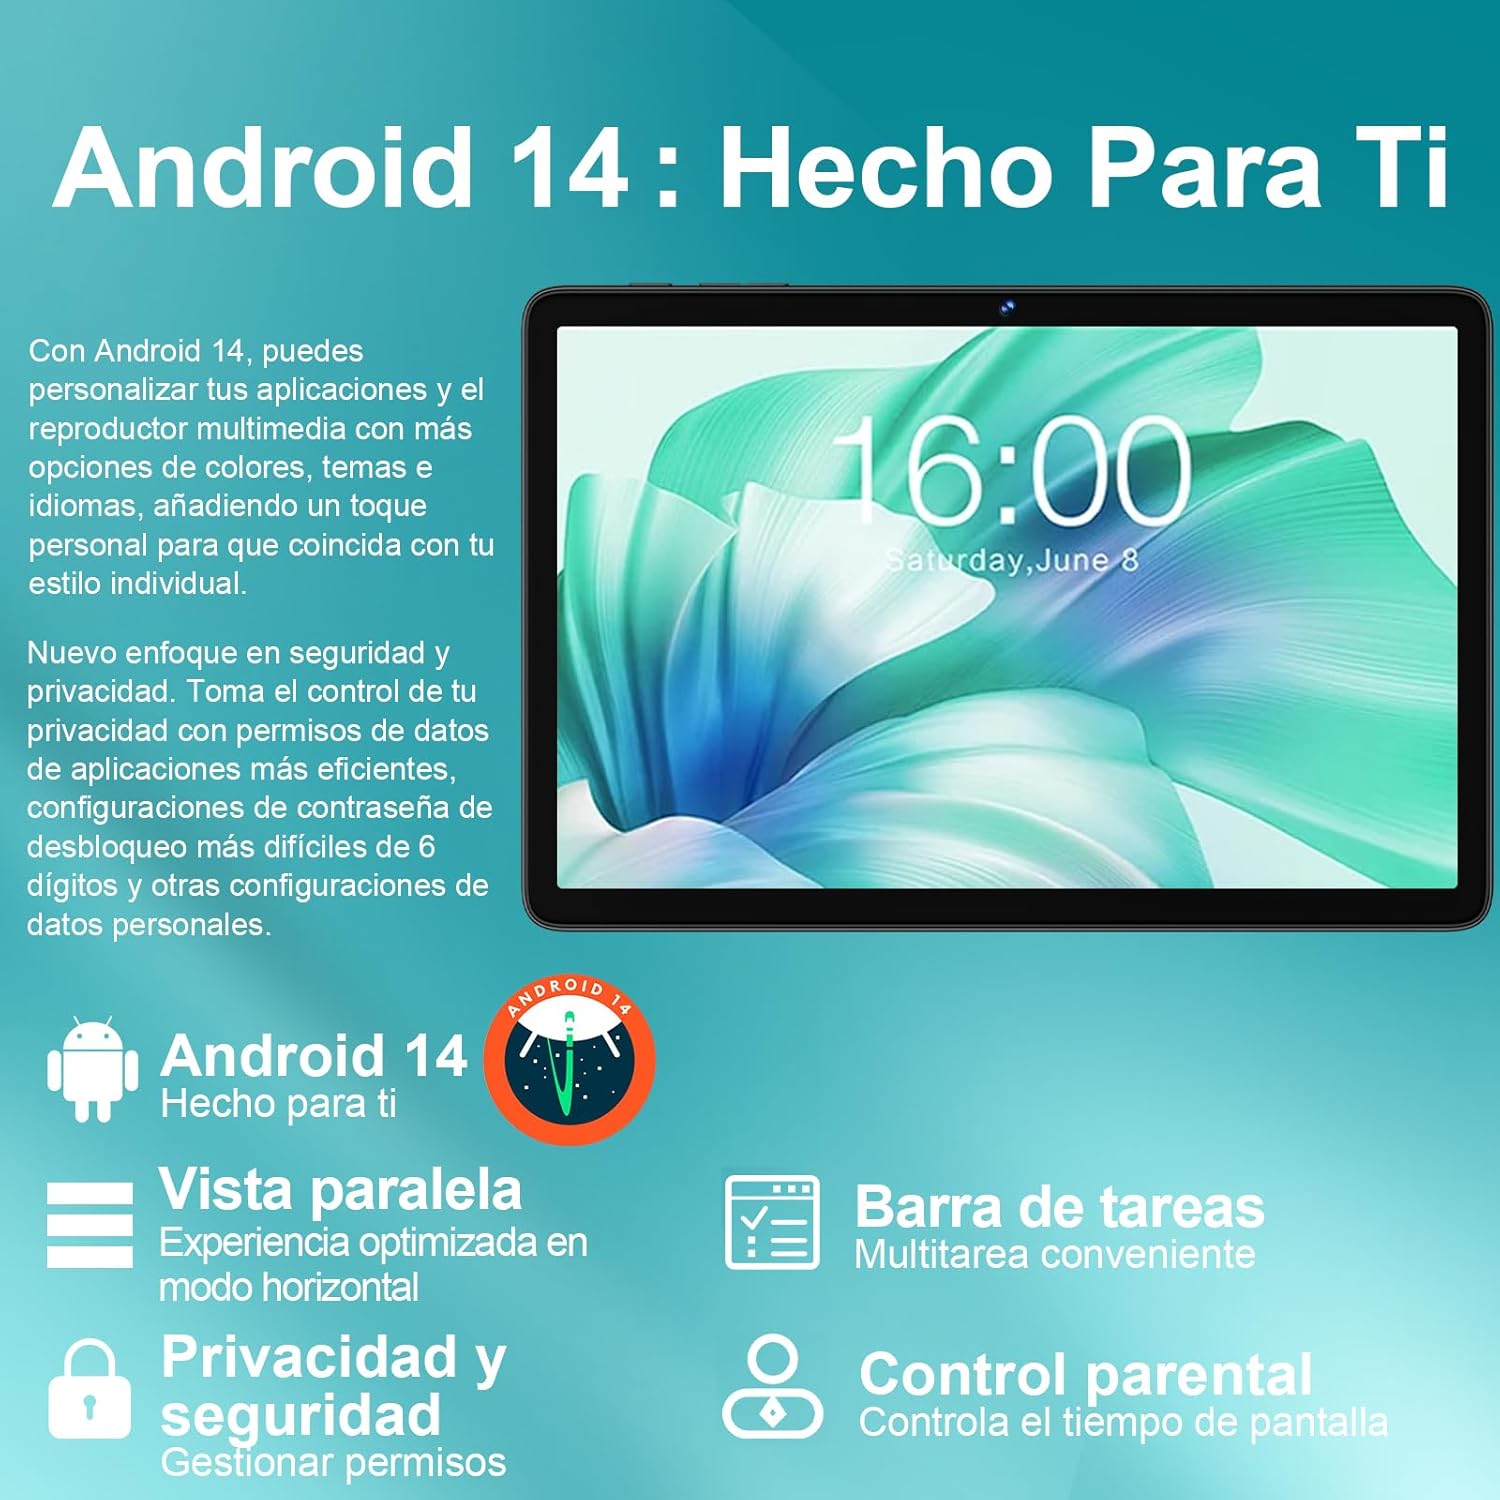 Android 14 : Hecho Para Ti
Con Android 14, puedes
personalizar tus aplicaciones y el
reproductor multimedia con más
opciones de colores, temas e
idiomas, añadiendo un toque
personal para que coincida con tu
estilo individual.
Nuevo enfoque en seguridad y
privacidad. Toma el control de tu
privacidad con permisos de datos
de aplicaciones más eficientes,
configuraciones de contraseña de
desbloqueo más difíciles de 6
dígitos y otras configuraciones de
datos personales.
16:00
Saturday,June 8
Android 14
Hecho para ti
ANDROID 14
Vista paralela
Experiencia optimizada en
modo horizontal
Barra de tareas
Multitarea conveniente
Privacidad y
seguridad
Gestionar permisos
Control parental
Controla el tiempo de pantalla